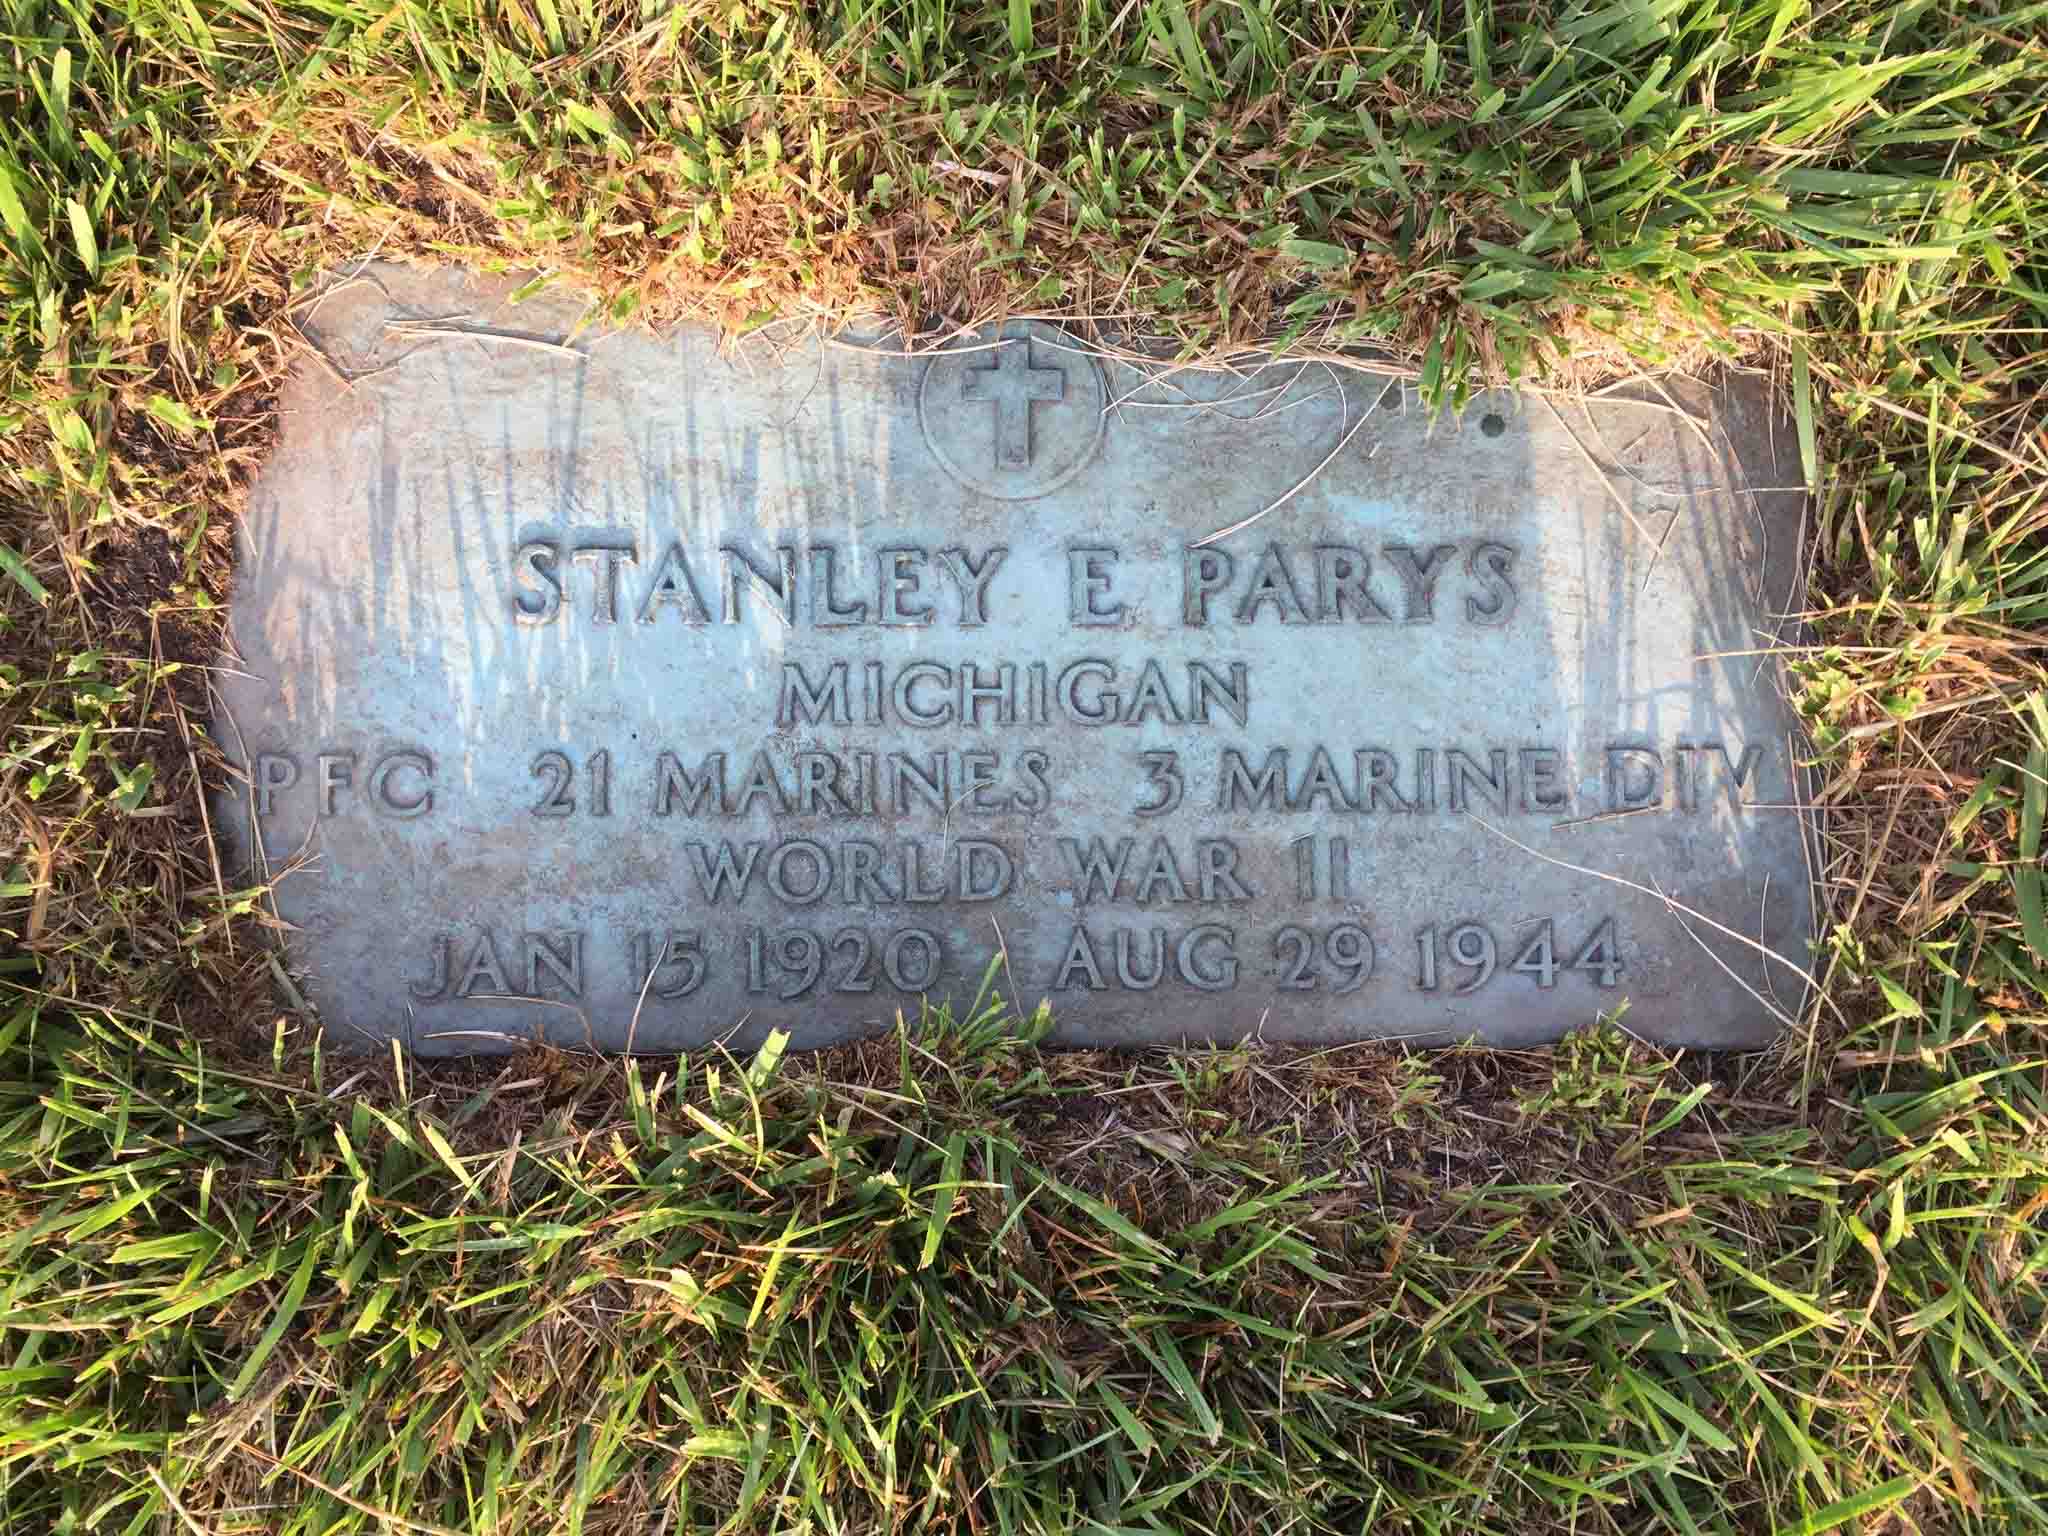 STANLEY E PARYS
MICHIGAN
PFC 21 MARINES 3 MARINE DIV
WORLD WAR II
JAN 15 1920 AUG 29 1944